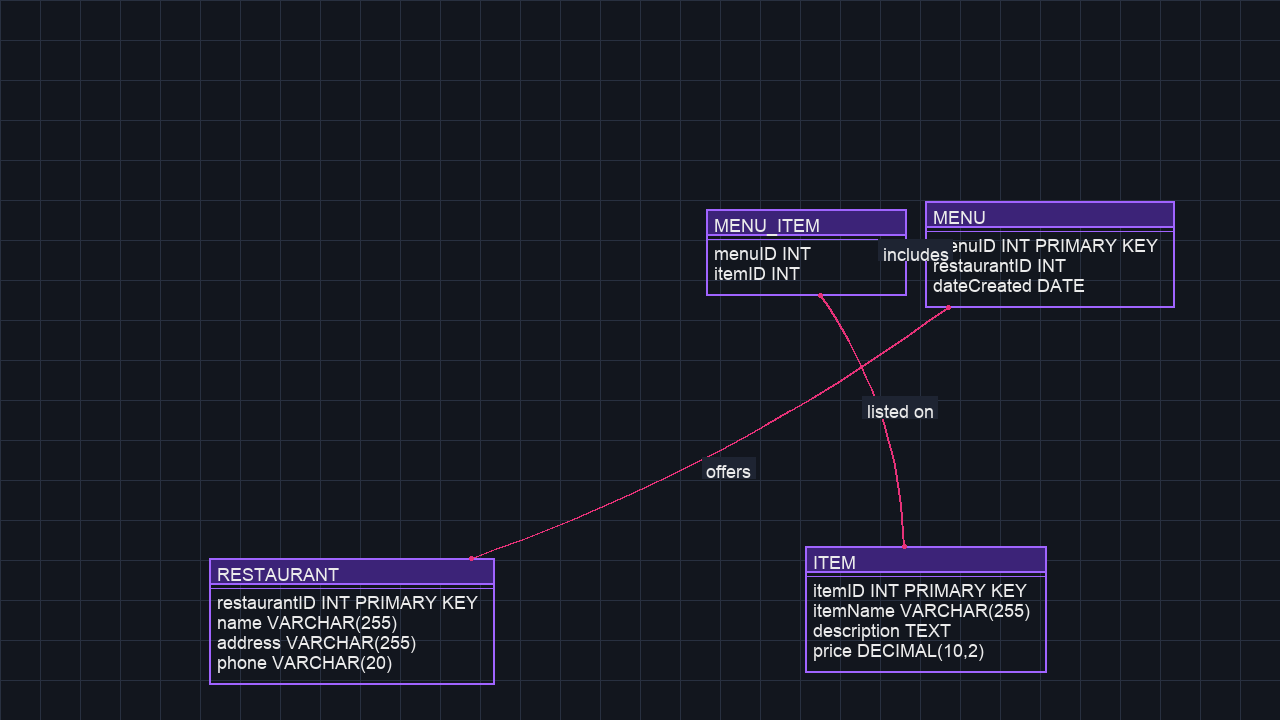 MENU_ITEM
menuID INT
itemID INT
includes
MENU
menuID INT PRIMARY KEY
restaurantID INT
dateCreated DATE
listed on
offers
RESTAURANT
restaurantID INT PRIMARY KEY
name VARCHAR(255)
address VARCHAR(255)
phone VARCHAR(20)
ITEM
itemID INT PRIMARY KEY
itemName VARCHAR(255)
description TEXT
price DECIMAL(10,2)